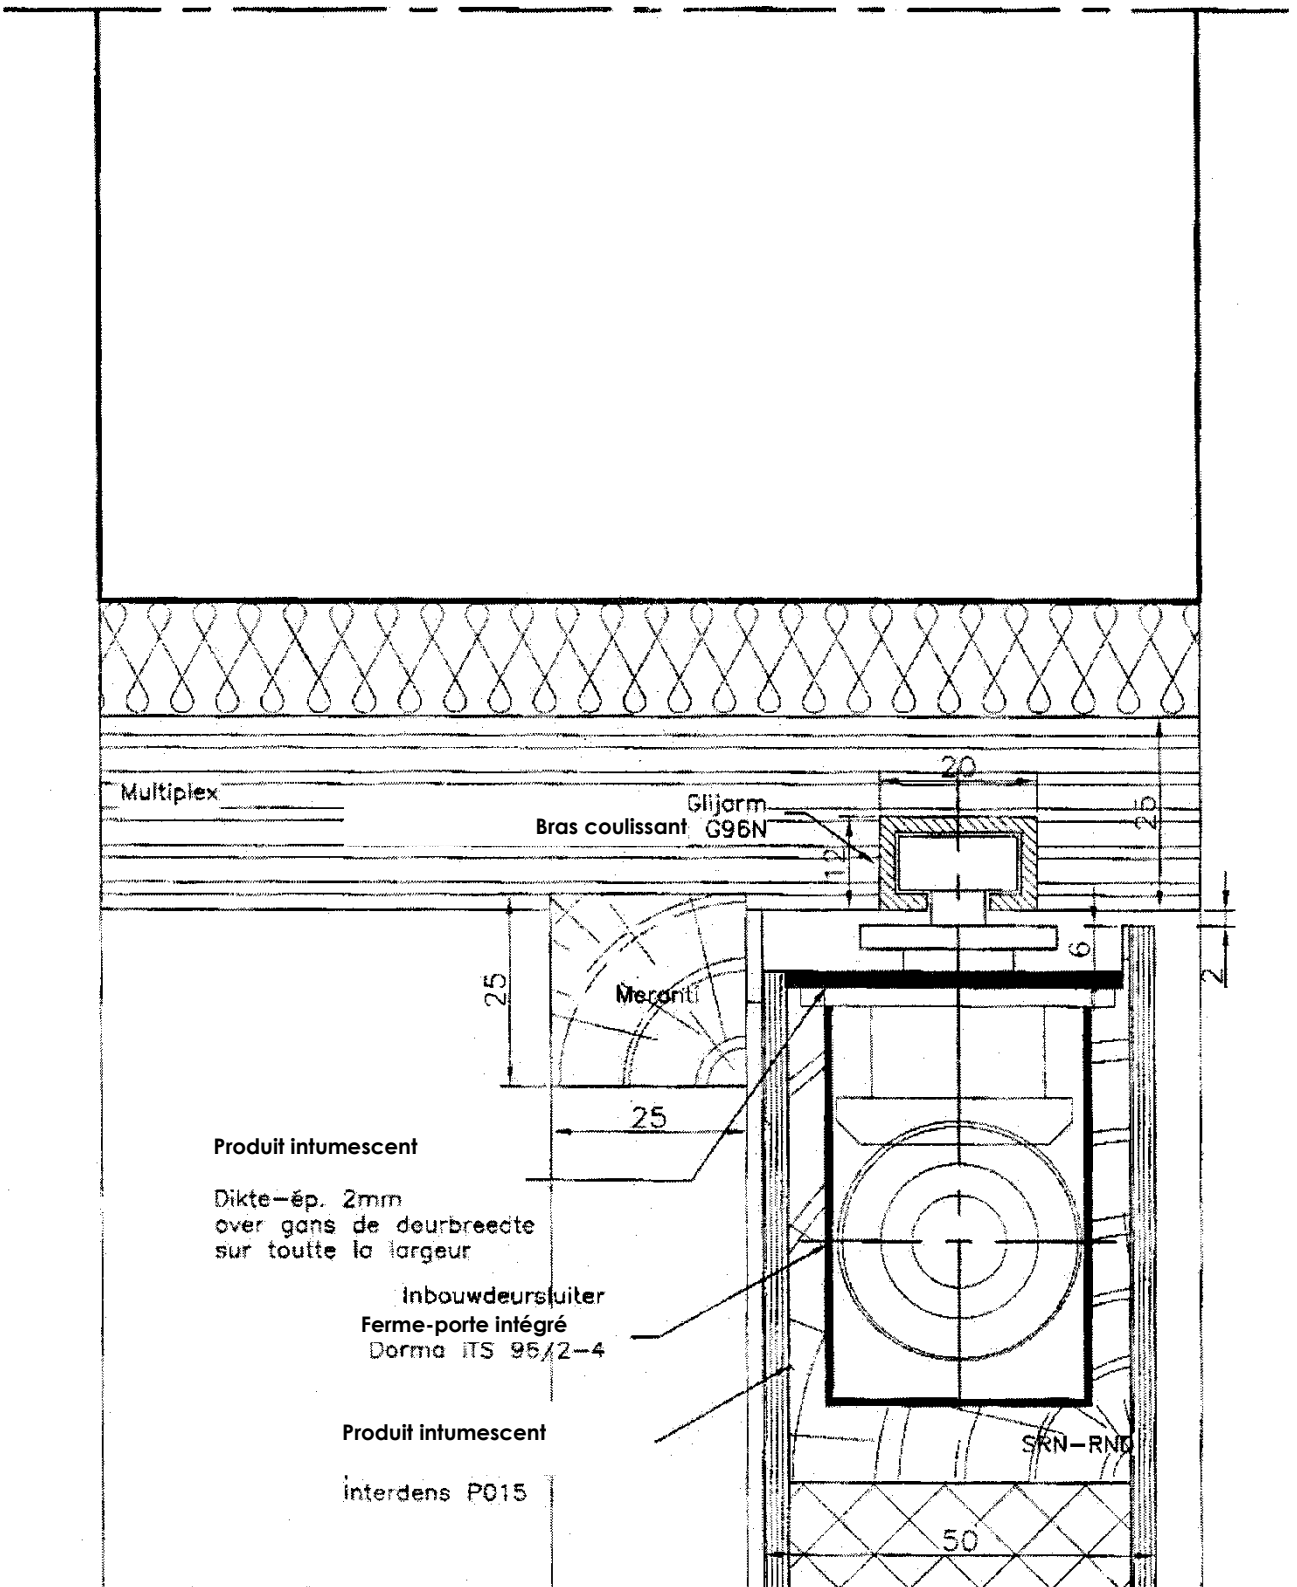 20
Multiplex
Glijarm
Bras coulissant G96N
25
12
6
2
25
Meranti
25
Produit intumescent
Dikte-ép. 2mm
over gans de deurbreedte
sur toutte la largeur
Inbouwdeursluiter
Ferme-porte intégré
Dorma ITS 96/2-4
Produit intumescent
SRN-RND
interdens P015
50